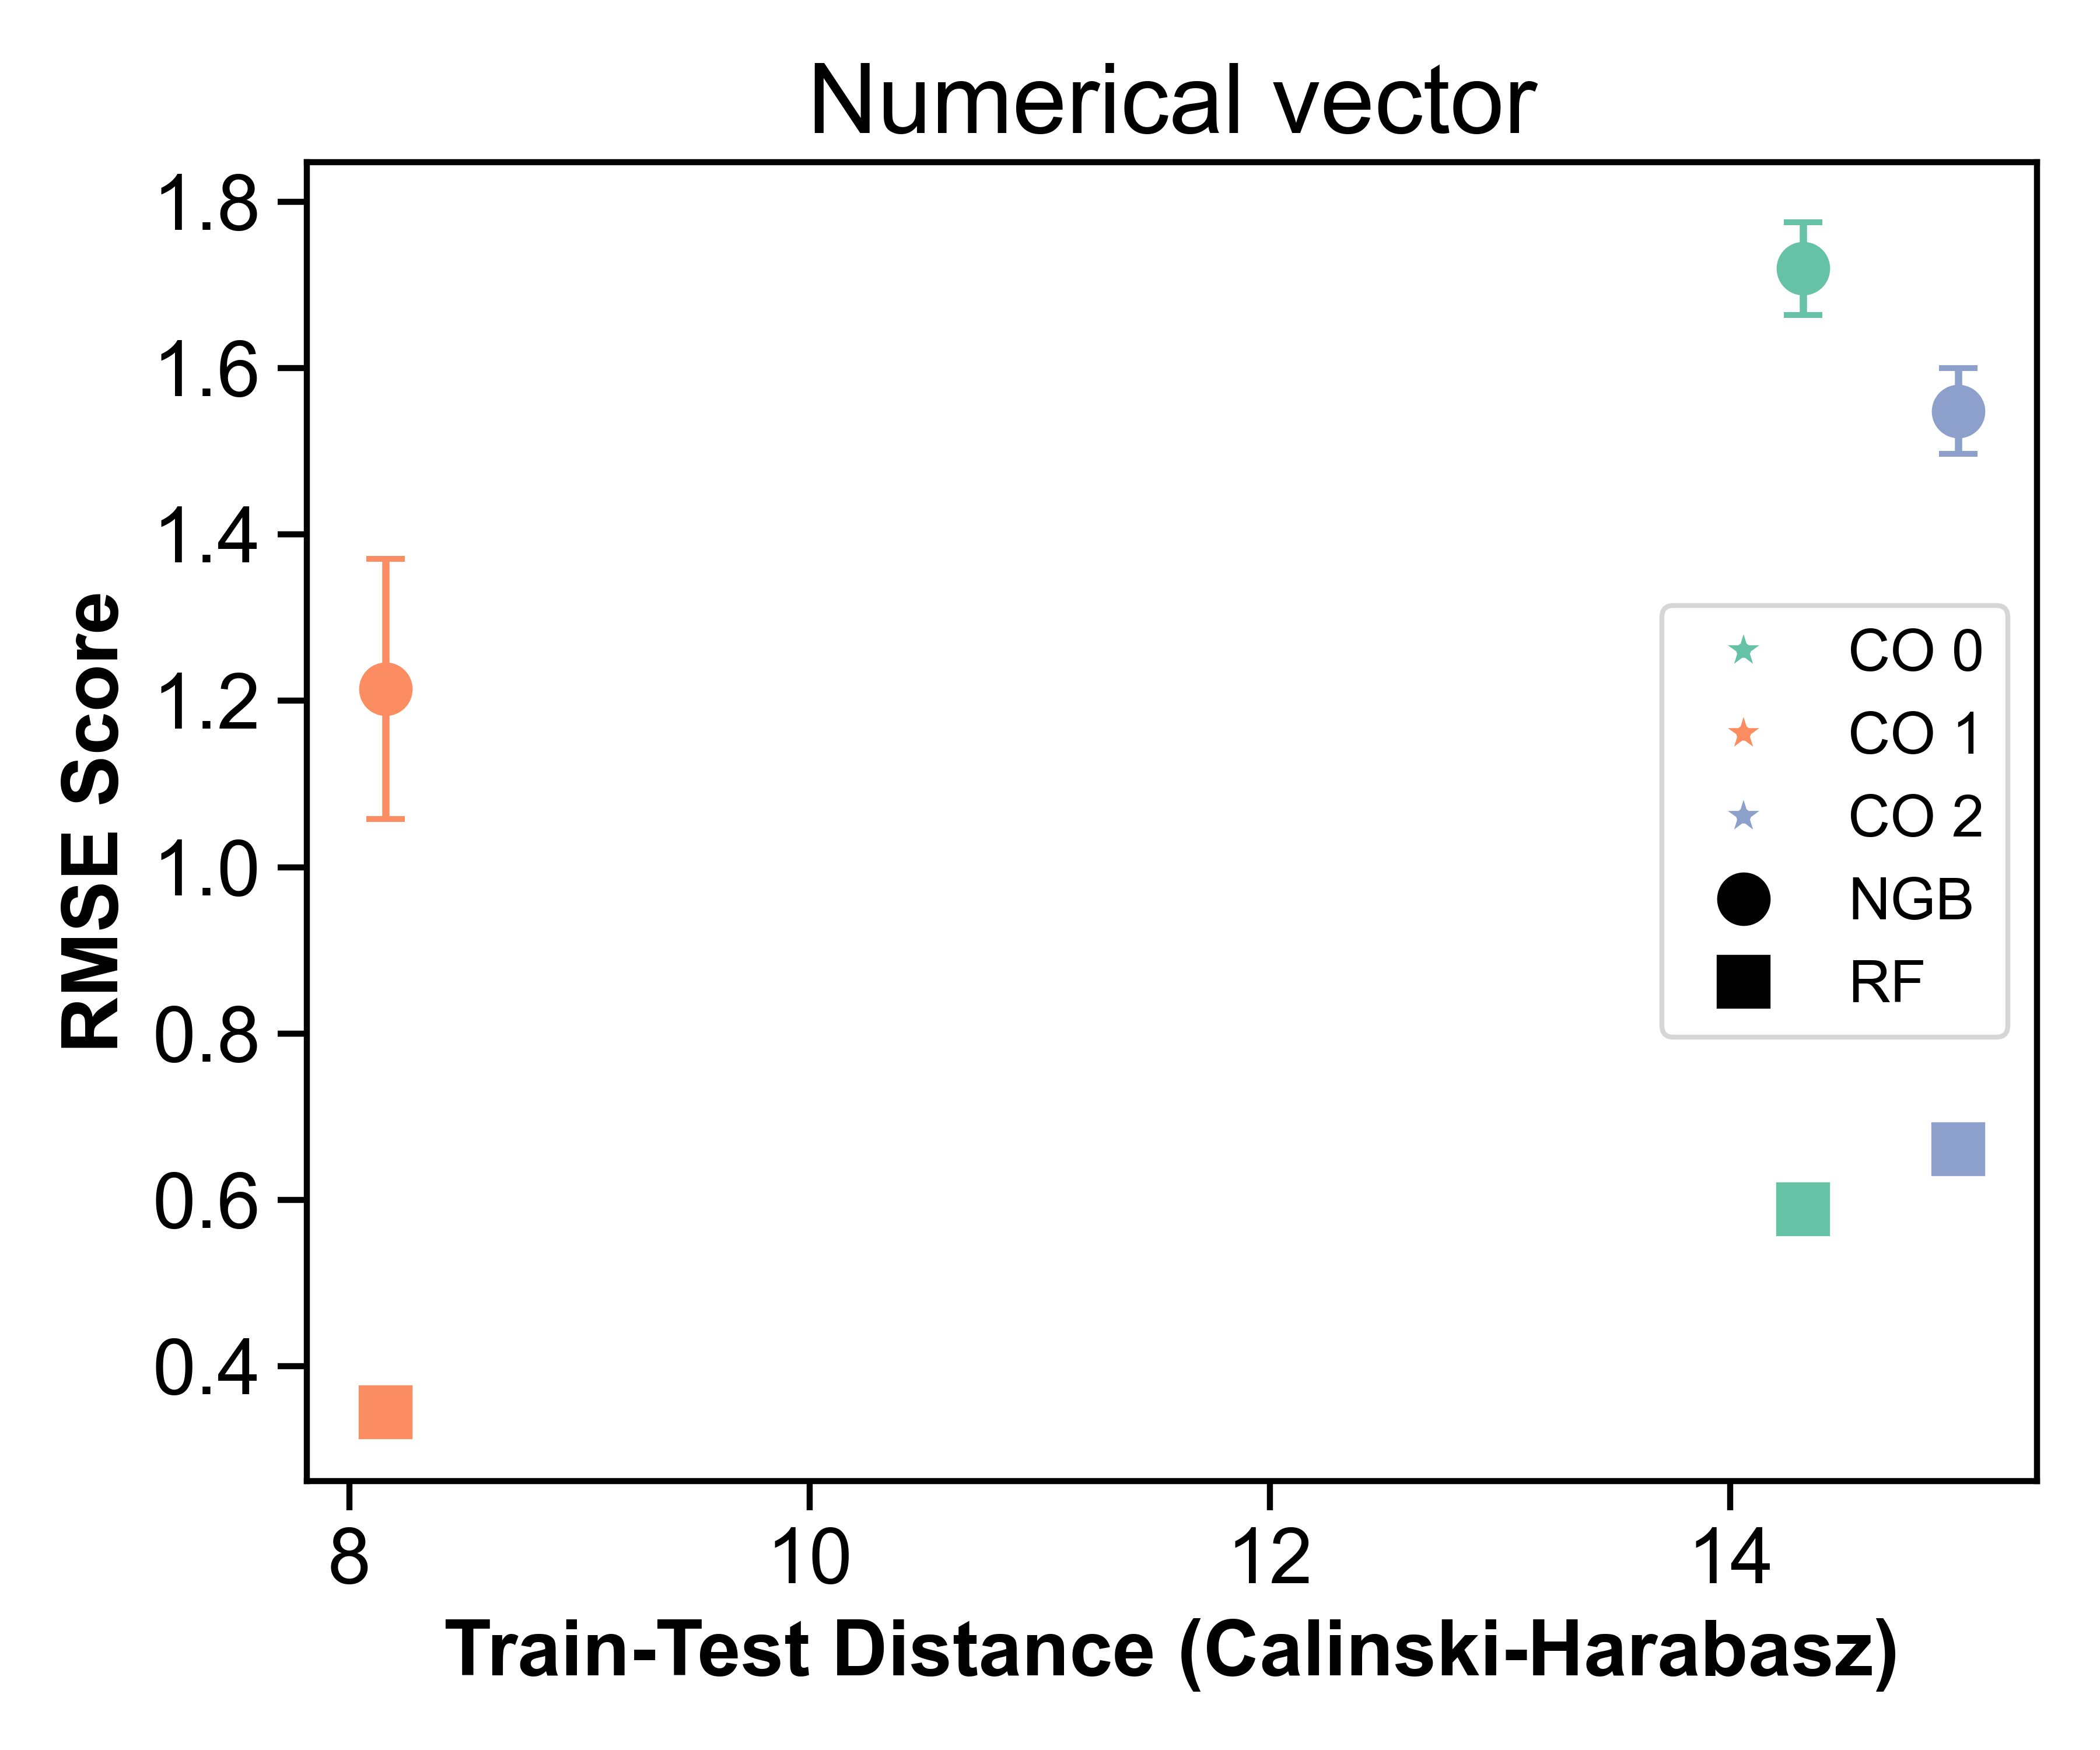 Numerical vector
RMSE Score
1.8
1.6
1.4
1.2
1.0
0.8
0.6
0.4
CO 0
CO 1
CO 2
NGB
RF
8 10 12 14
Train-Test Distance (Calinski-Harabasz)